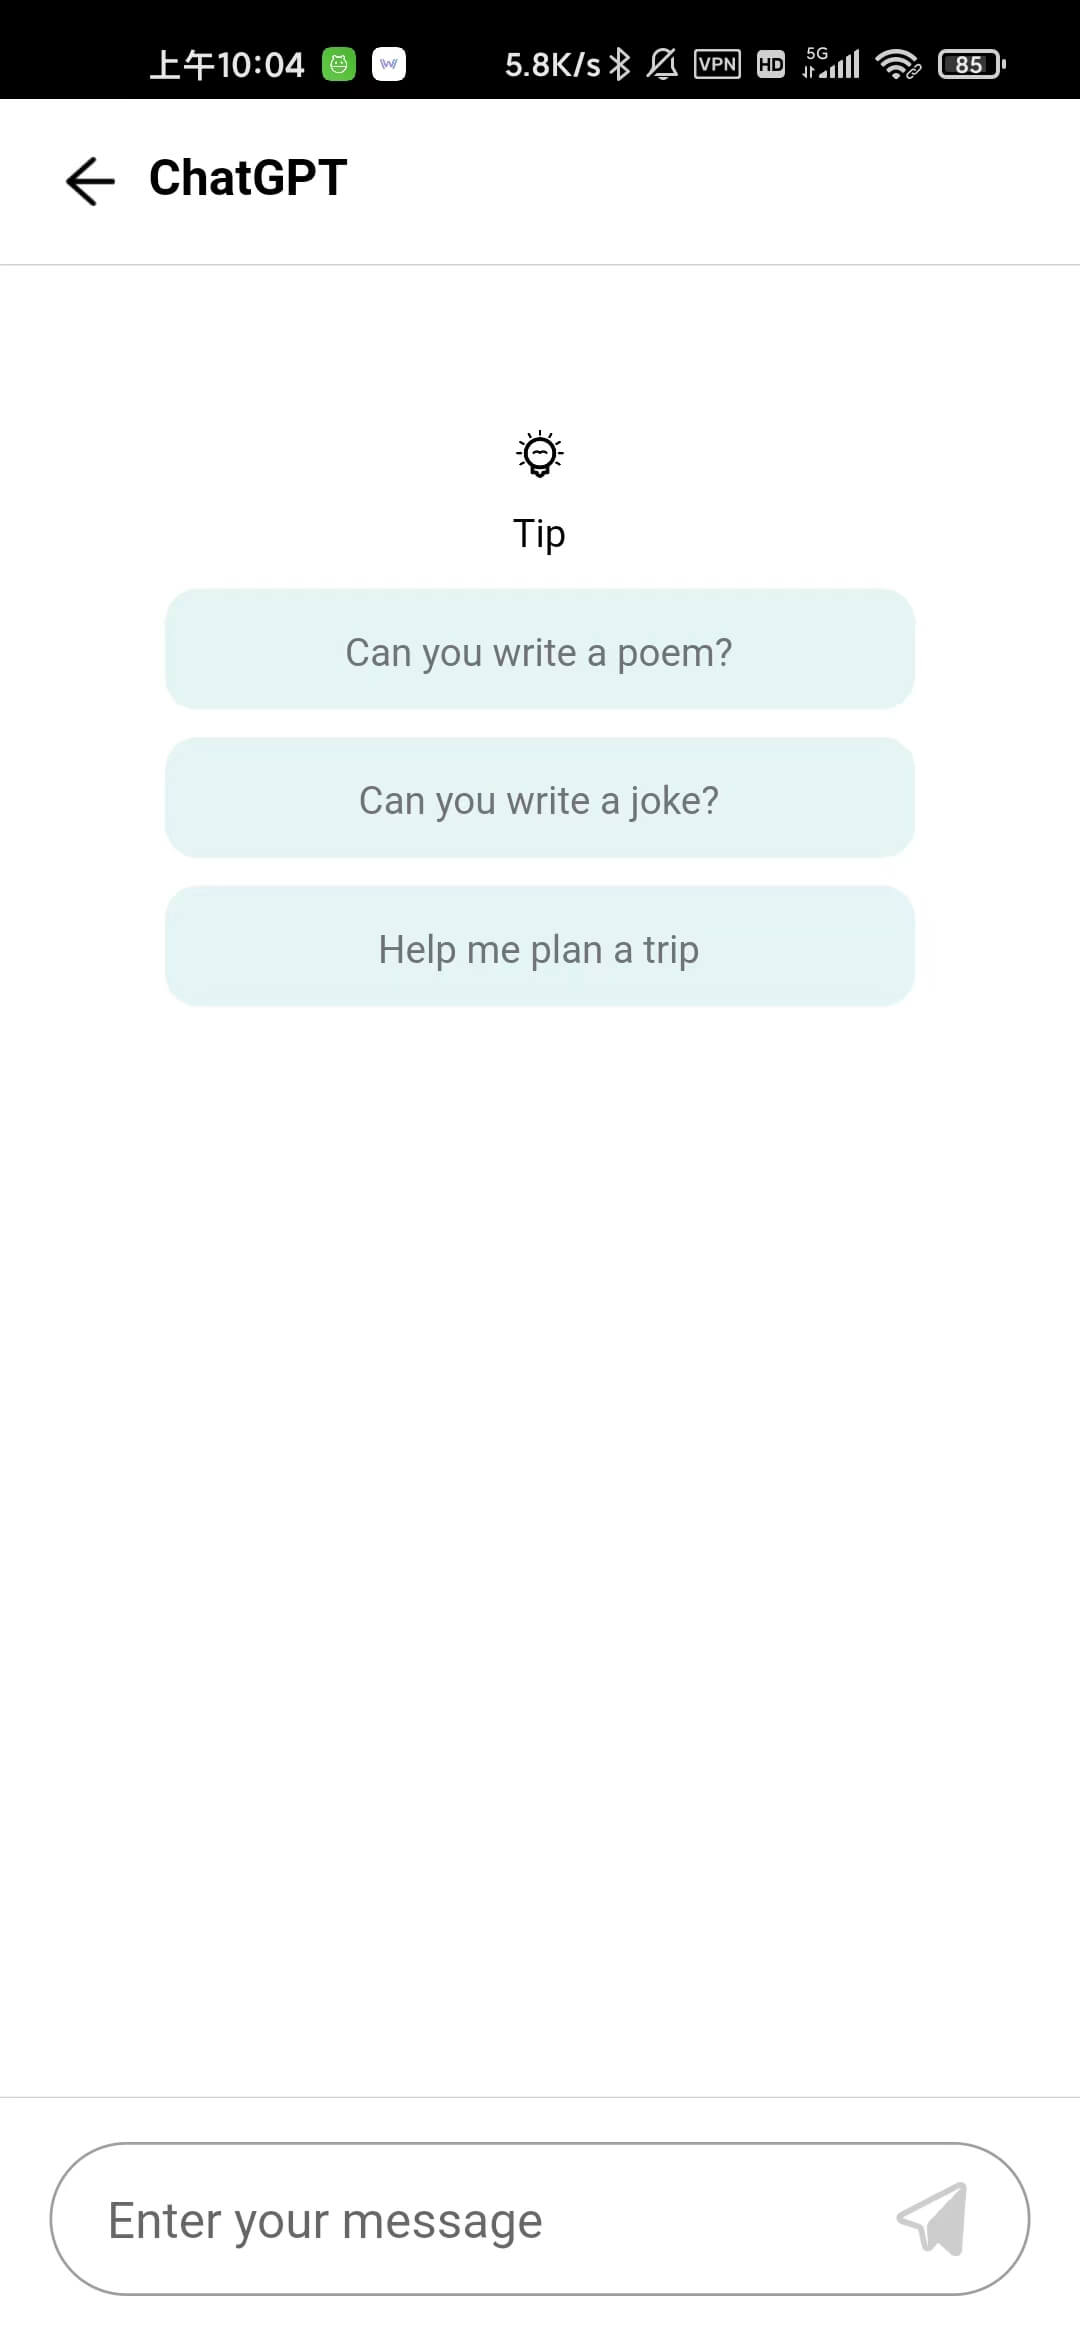 上午10:04 5.8K/s VPN HD 5G 85
ChatGPT
Tip
Can you write a poem?
Can you write a joke?
Help me plan a trip
Enter your message